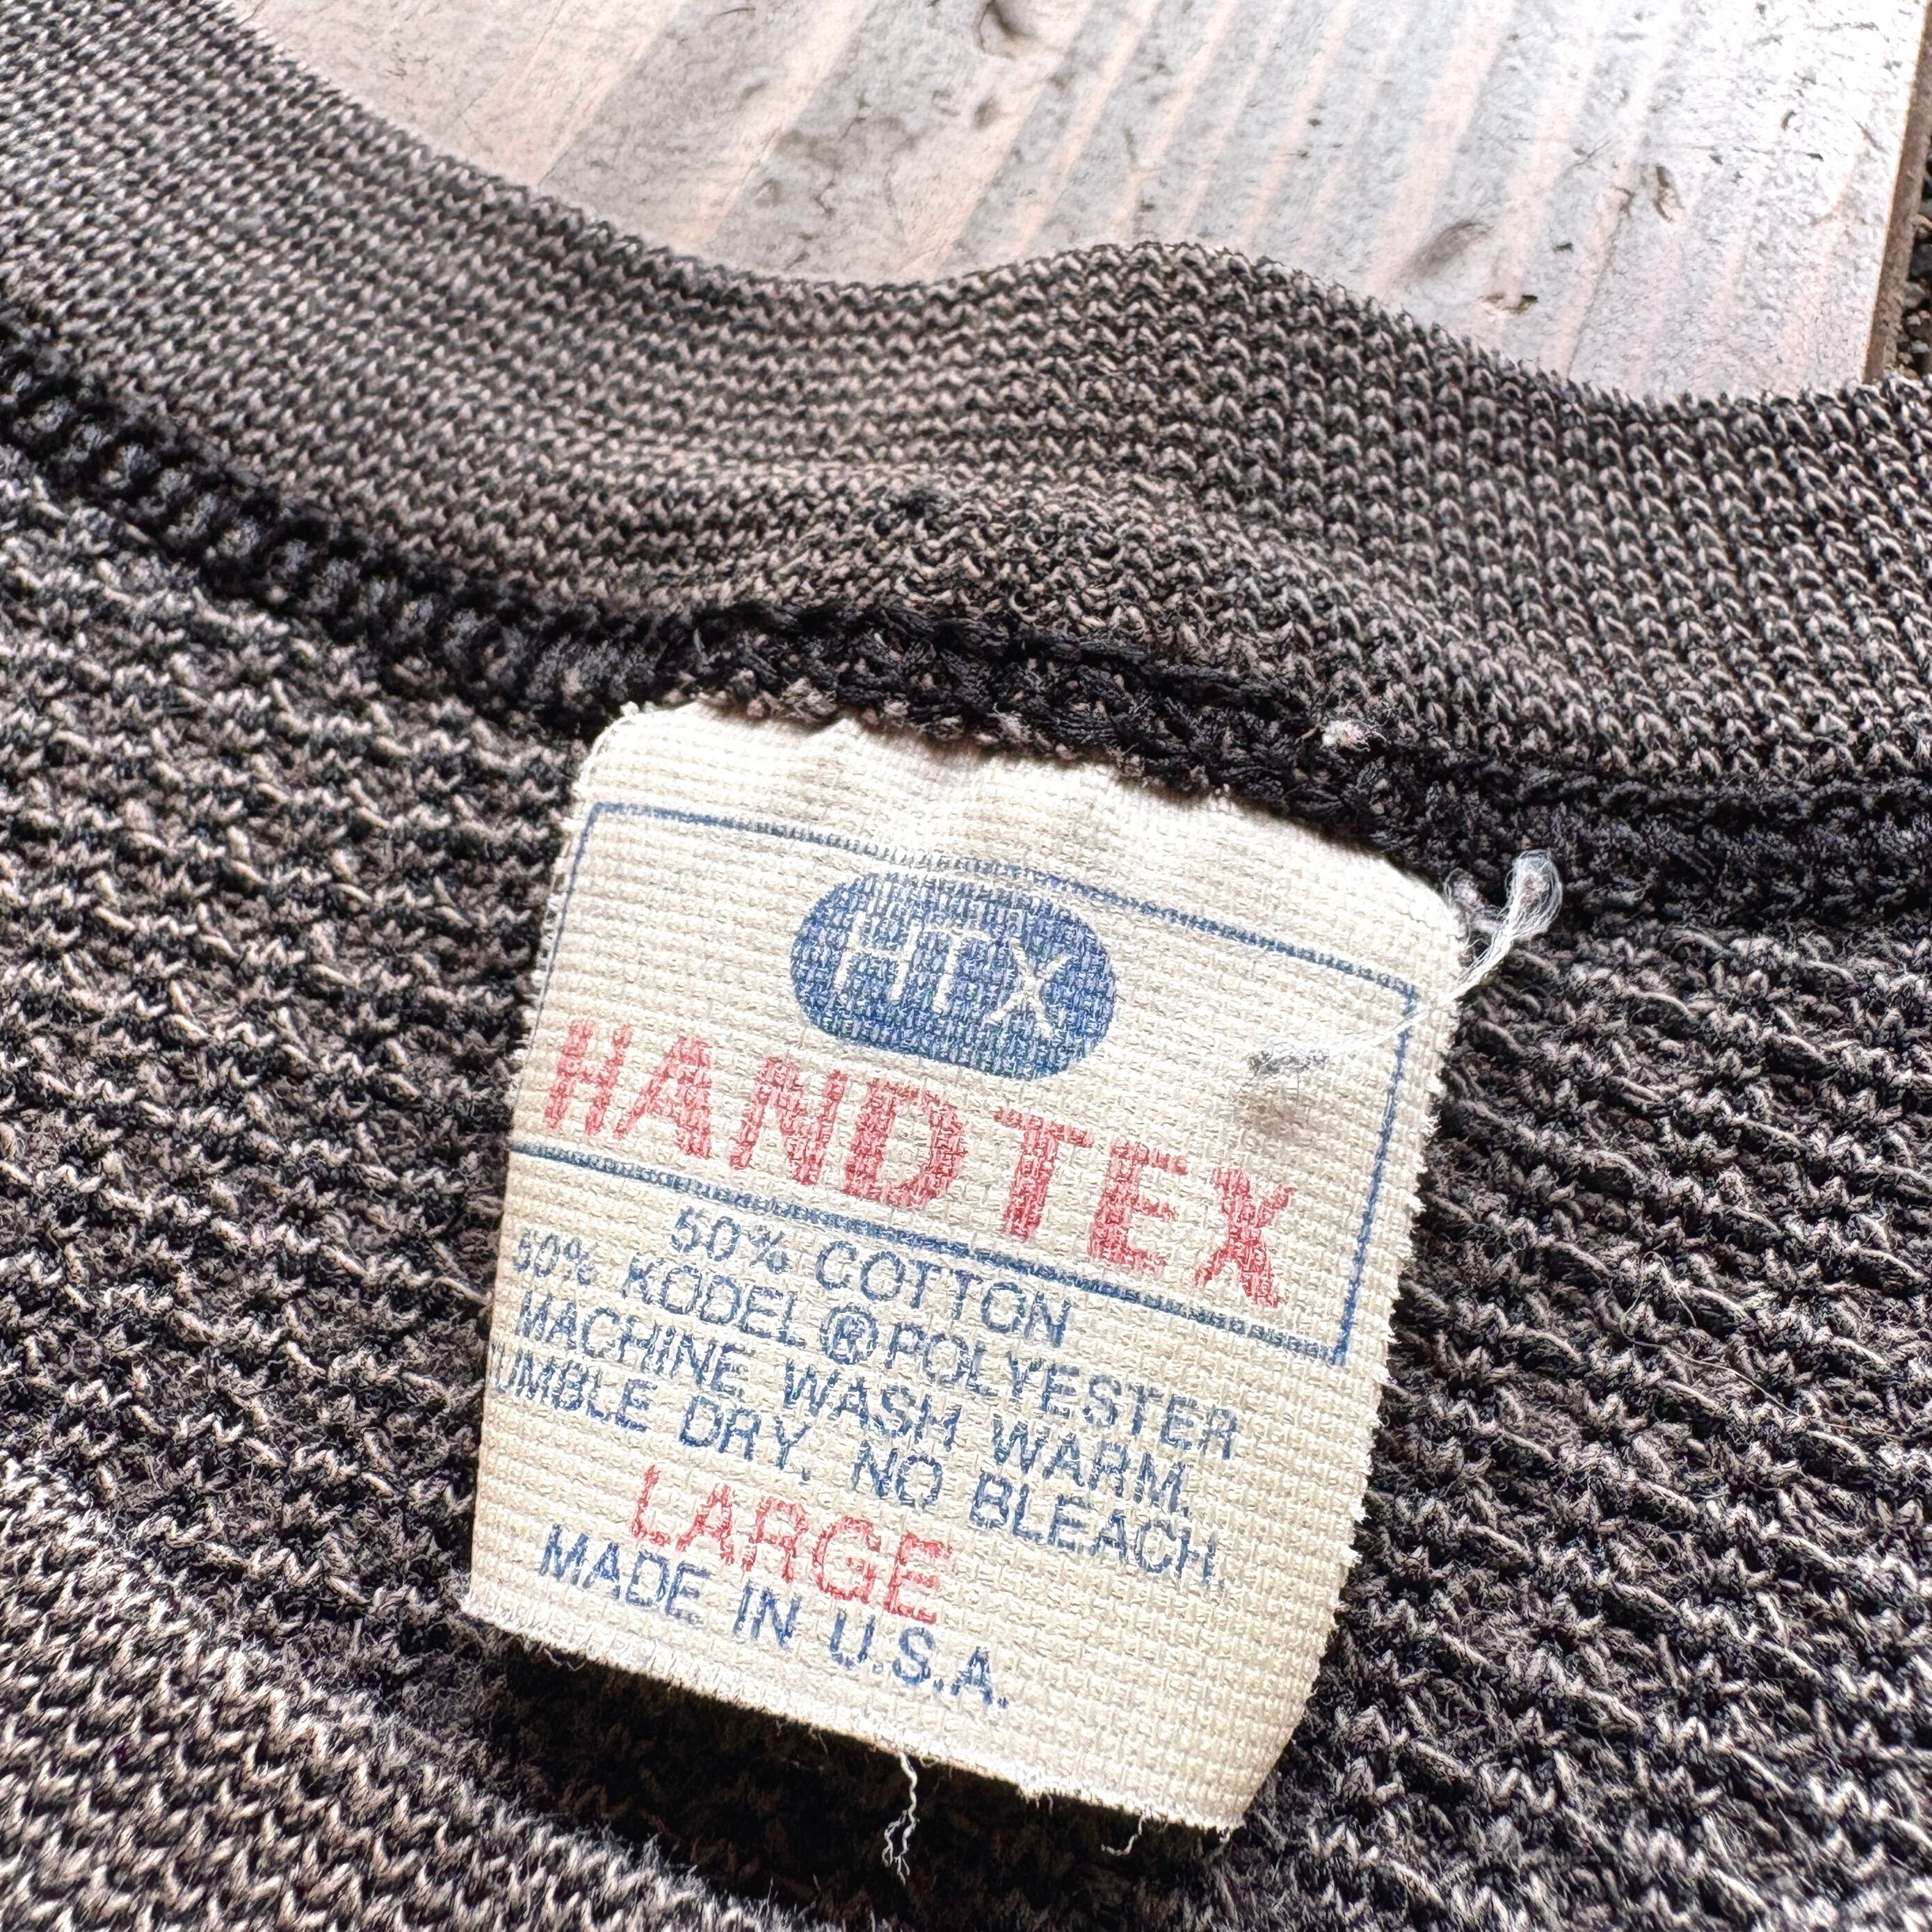 HTX
HANDTEX
50% COTTON
50% KODEL®POLYESTER
MACHINE WASH WARM.
TUMBLE DRY. NO BLEACH.
LARGE
MADE IN U.S.A.